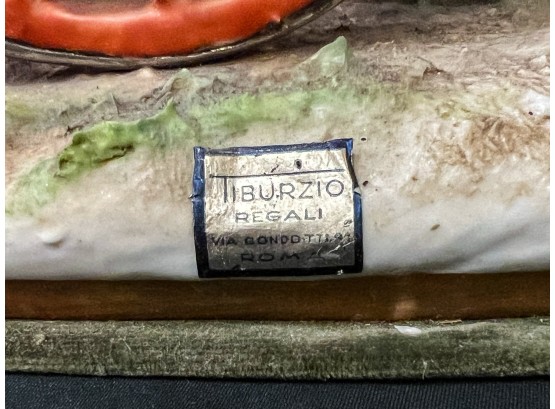 TIBURZIO
REGALI
VIA CONDOTTI,
ROMA